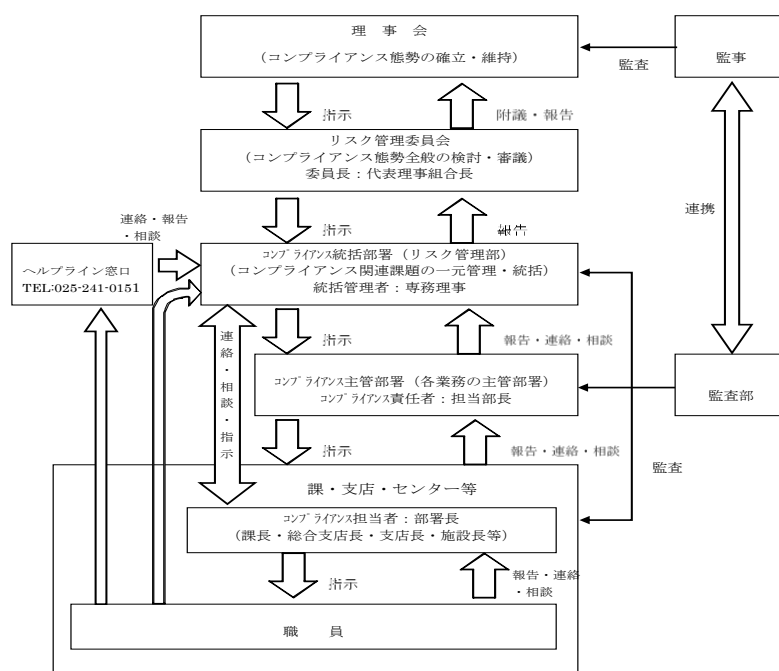 理　事　会
(コンプライアンス態勢の確立・維持)
監査
監事
指示
附議・報告
リスク管理委員会
(コンプライアンス態勢全般の検討・審議)
委員長：代表理事組合長
連絡・報告
・相談
指示
報告
連携
ヘルプライン窓口
TEL:025-241-0151
コンプライアンス統括部署（リスク管理部）
(コンプライアンス関連課題の一元管理・統括)
統括管理者：専務理事
連絡・相談・指示
指示
報告・連絡・相談
コンプライアンス主管部署（各業務の主管部署）
コンプライアンス責任者：担当部長
監査部
指示
報告・連絡・相談
監査
課・支店・センター等
コンプライアンス担当者：部署長
(課長・総合支店長・支店長・施設長等)
指示
報告・連絡
・相談
職　員